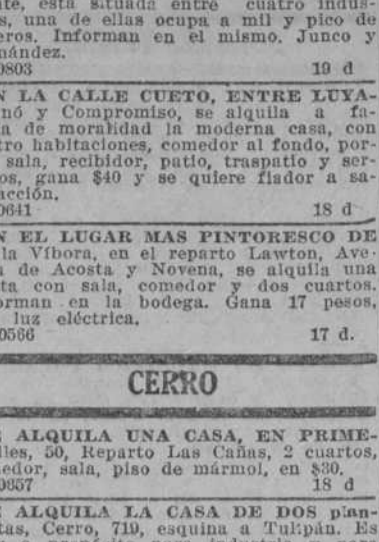 nte, está situada entre cuatro indus-
s, una de ellas ocupa a mil y pico de
eros. Informan en el mismo. Junco y
nández.
0803 19 d
N LA CALLE CUETO, ENTRE LUYA-
nó y Compromiso, se alquila a fa-
a de moralidad la moderna casa, con
tro habitaciones, comedor al fondo, por-
sala, recibidor, patio, traspatio y ser-
os, gana $40 y se quiere fiador a sa-
acción.
0641 18 d
N EL LUGAR MAS PINTORESCO DE
la Víbora, en el reparto Lawton, Ave-
a de Acosta y Novena, se alquila una
ta con sala, comedor y dos cuartos.
orman en la bodega. Gana 17 pesos,
luz eléctrica.
0566 17 d.
CERRO
E ALQUILA UNA CASA, EN PRIME-
lles, 50, Reparto Las Cañas, 2 cuartos,
edor, sala, piso de mármol, en $30.
0657 18 d
E ALQUILA LA CASA DE DOS plan-
tas, Cerro, 719, esquina a Tulipán. Es